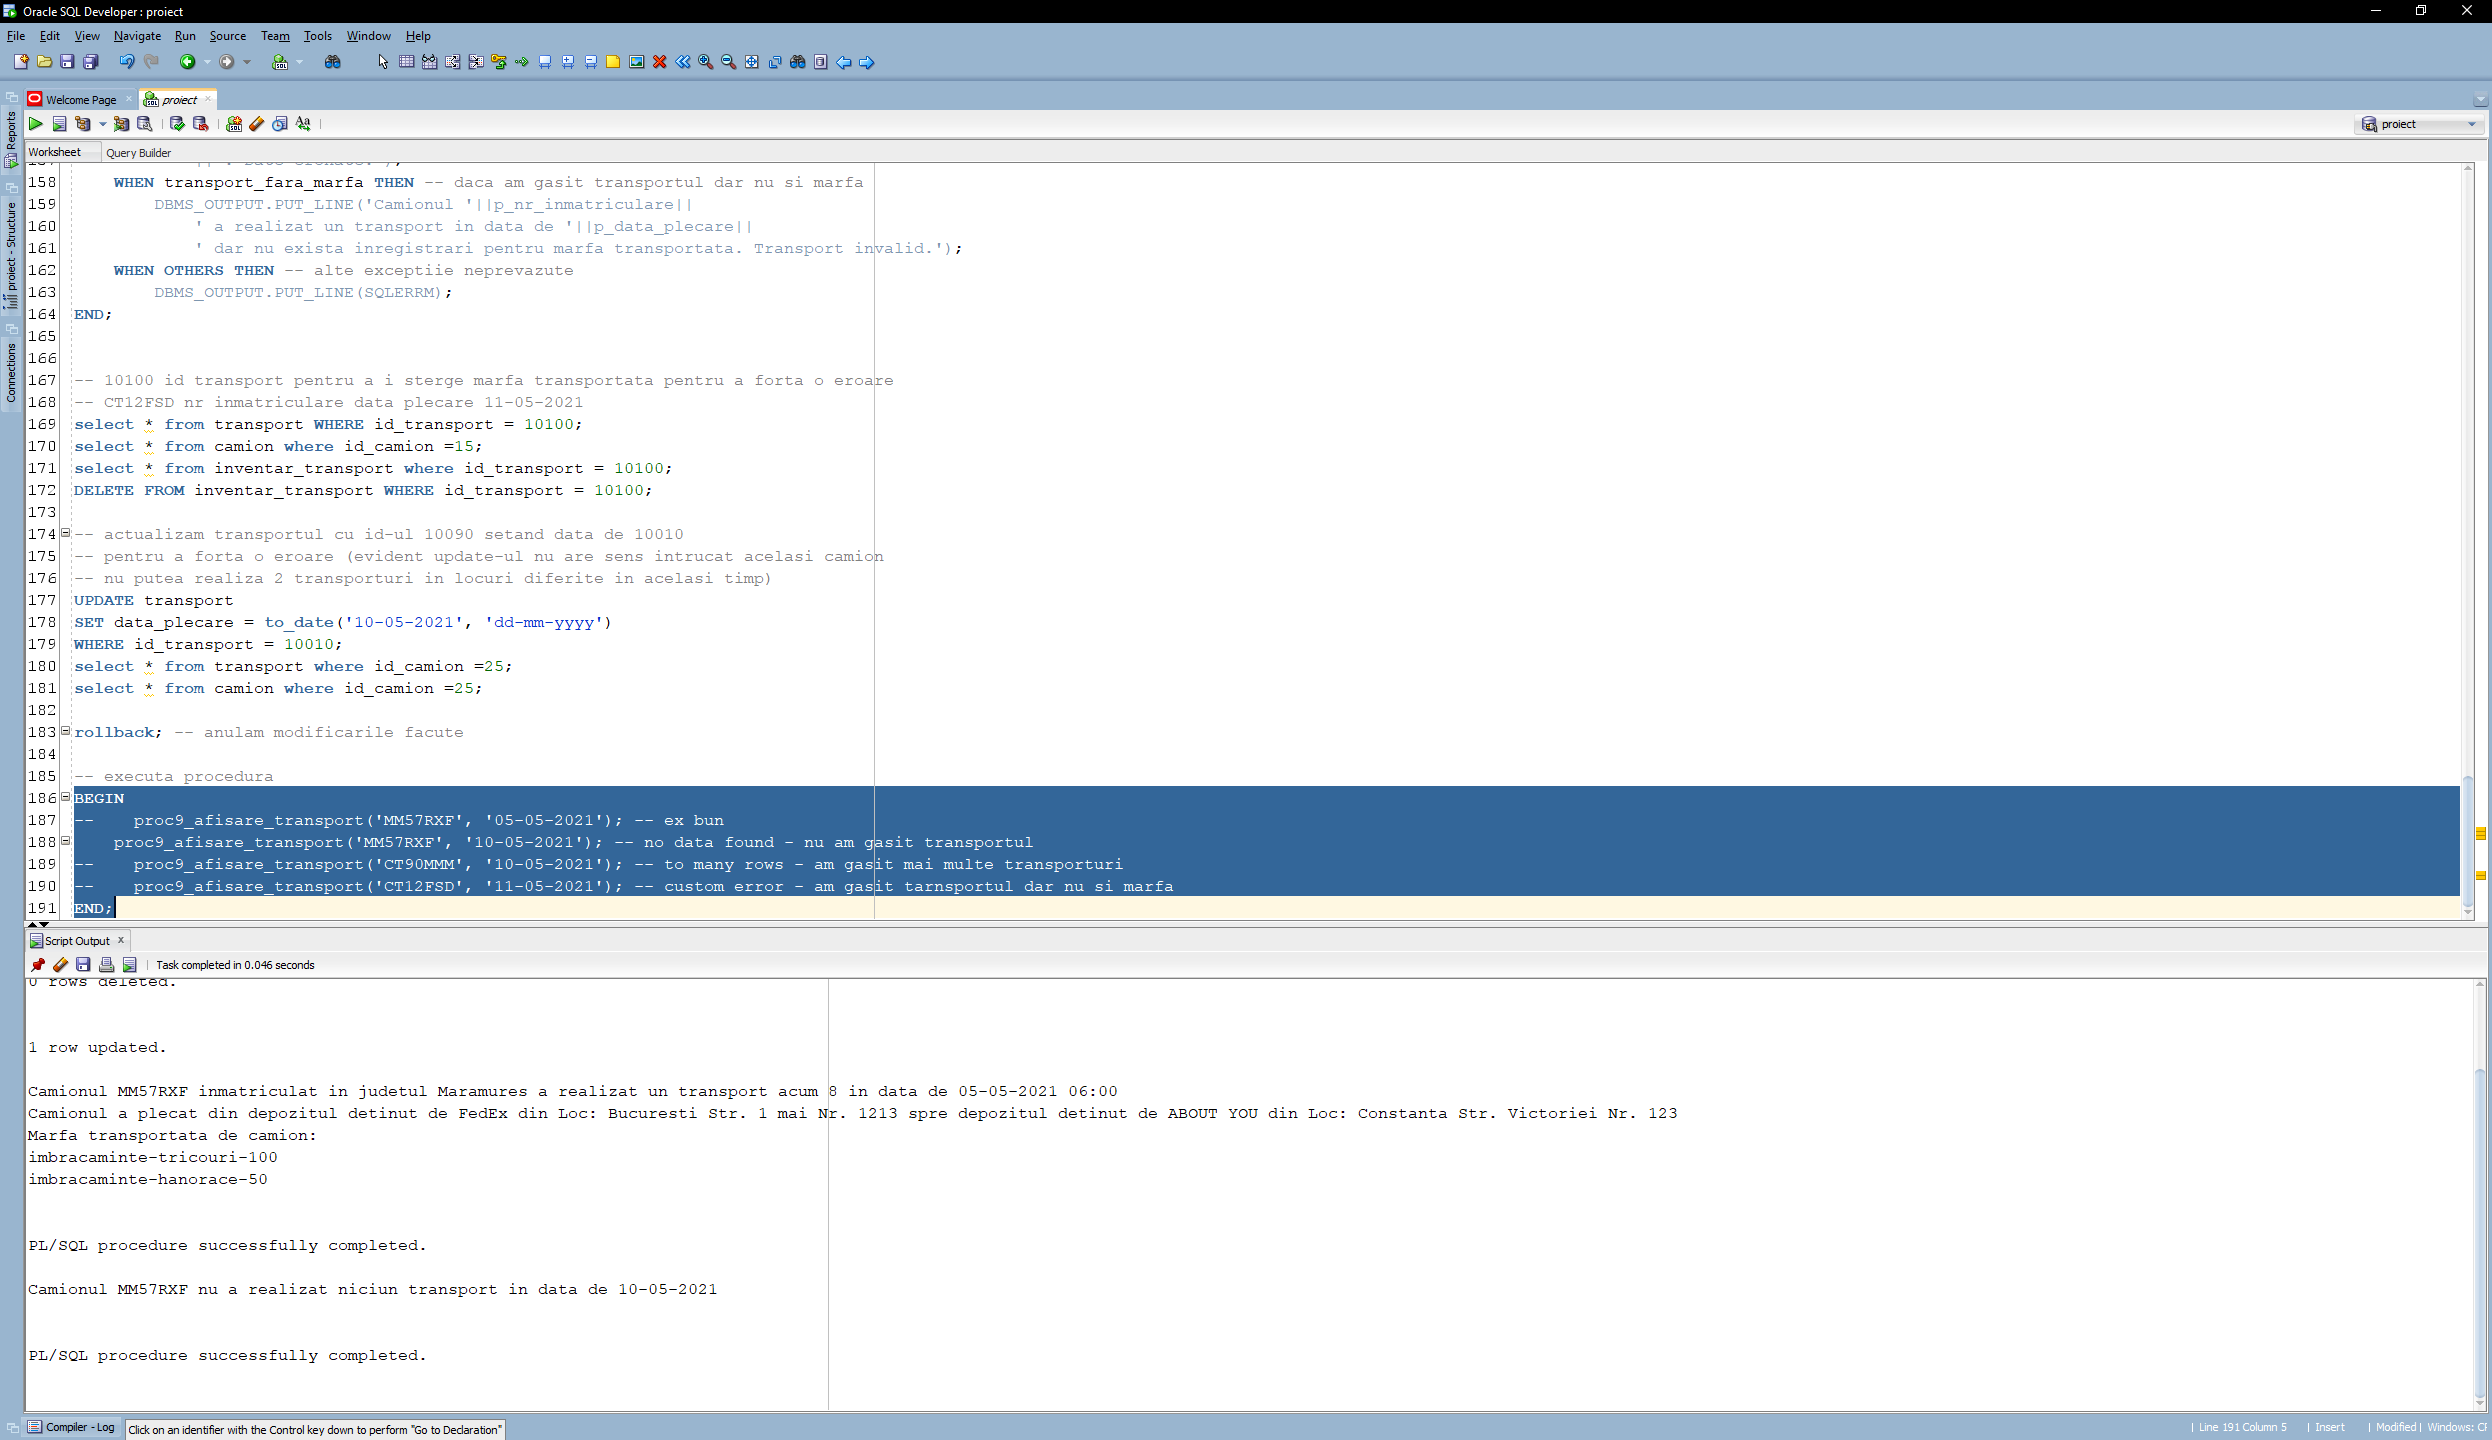 Oracle SQL Developer : proiect
File Edit View Navigate Run Source Team Tools Window Help
Reports
proiect - Structure
Connections
Welcome Page
proiect
proiect
Worksheet Query Builder
158 WHEN transport_fara_marfa THEN -- daca am gasit transportul dar nu si marfa
159 DBMS_OUTPUT.PUT_LINE('Camionul '||p_nr_inmatriculare||
160 ' a realizat un transport in data de '||p_data_plecare||
161 ' dar nu exista inregistrari pentru marfa transportata. Transport invalid.');
162 WHEN OTHERS THEN -- alte exceptiie neprevazute
163 DBMS_OUTPUT.PUT_LINE(SQLERRM);
164 END;
165
166
167 -- 10100 id transport pentru a i sterge marfa transportata pentru a forta o eroare
168 -- CT12FSD nr inmatriculare data plecare 11-05-2021
169 select * from transport WHERE id_transport = 10100;
170 select * from camion where id_camion =15;
171 select * from inventar_transport where id_transport = 10100;
172 DELETE FROM inventar_transport WHERE id_transport = 10100;
173
174 -- actualizam transportul cu id-ul 10090 setand data de 10010
175 -- pentru a forta o eroare (evident update-ul nu are sens intrucat acelasi camion
176 -- nu putea realiza 2 transporturi in locuri diferite in acelasi timp)
177 UPDATE transport
178 SET data_plecare = to_date('10-05-2021', 'dd-mm-yyyy')
179 WHERE id_transport = 10010;
180 select * from transport where id_camion =25;
181 select * from camion where id_camion =25;
182
183 rollback; -- anulam modificarile facute
184
185 -- executa procedura
186 BEGIN
187 -- proc9_afisare_transport('MM57RXF', '05-05-2021'); -- ex bun
188 proc9_afisare_transport('MM57RXF', '10-05-2021'); -- no data found - nu am gasit transportul
189 -- proc9_afisare_transport('CT90MMM', '10-05-2021'); -- to many rows - am gasit mai multe transporturi
190 -- proc9_afisare_transport('CT12FSD', '11-05-2021'); -- custom error - am gasit tarnsportul dar nu si marfa
191 END;
Script Output x
Task completed in 0.046 seconds
0 rows deleted.
1 row updated.
Camionul MM57RXF inmatriculat in judetul Maramures a realizat un transport acum 8 in data de 05-05-2021 06:00
Camionul a plecat din depozitul detinut de FedEx din Loc: Bucuresti Str. 1 mai Nr. 1213 spre depozitul detinut de ABOUT YOU din Loc: Constanta Str. Victoriei Nr. 123
Marfa transportata de camion:
imbracaminte-tricouri-100
imbracaminte-hanorace-50
PL/SQL procedure successfully completed.
Camionul MM57RXF nu a realizat niciun transport in data de 10-05-2021
PL/SQL procedure successfully completed.
Compiler - Log
Click on an identifier with the Control key down to perform "Go to Declaration"
| Line 191 Column 5 | Insert | Modified | Windows: CF